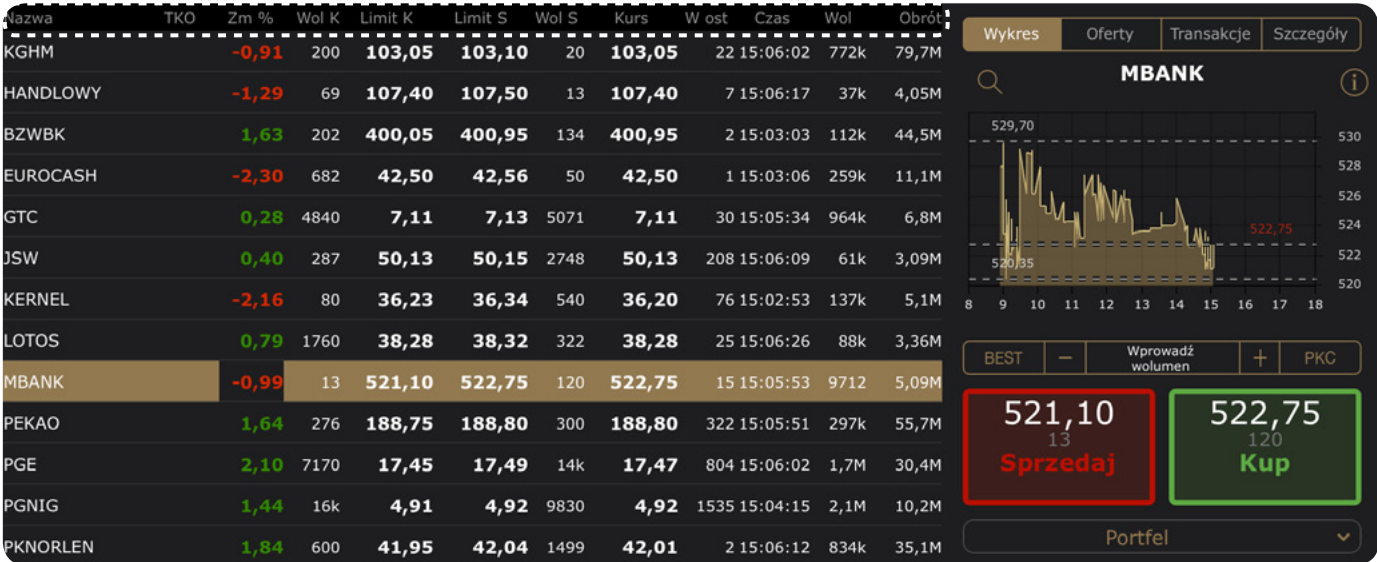 Nazwa TKO Zm % Wol K Limit K Limit S Wol S Kurs W ost Czas Wol Obrót
KGHM -0,91 200 103,05 103,10 20 103,05 22 15:06:02 772k 79,7M
HANDLOWY -1,29 69 107,40 107,50 13 107,40 7 15:06:17 37k 4,05M
BZWBK 1,63 202 400,05 400,95 134 400,95 2 15:03:03 112k 44,5M
EUROCASH -2,30 682 42,50 42,56 50 42,50 1 15:03:06 259k 11,1M
GTC 0,28 4840 7,11 7,13 5071 7,11 30 15:05:34 964k 6,8M
JSW 0,40 287 50,13 50,15 2748 50,13 208 15:06:09 61k 3,09M
KERNEL -2,16 80 36,23 36,34 540 36,20 76 15:02:53 137k 5,1M
LOTOS 0,79 1760 38,28 38,32 322 38,28 25 15:06:26 88k 3,36M
MBANK -0,99 13 521,10 522,75 120 522,75 15 15:05:53 9712 5,09M
PEKAO 1,64 276 188,75 188,80 300 188,80 322 15:05:51 297k 55,7M
PGE 2,10 7170 17,45 17,49 14k 17,47 804 15:06:02 1,7M 30,4M
PGNIG 1,44 16k 4,91 4,92 9830 4,92 1535 15:04:15 2,1M 10,2M
PKNORLEN 1,84 600 41,95 42,04 1499 42,01 2 15:06:12 834k 35,1M
Wykres Oferty Transakcje Szczegóły
MBANK
i
529,70
530
528
526
524
522,75
522
520,35
520
8 9 10 11 12 13 14 15 16 17 18
BEST − Wprowadź wolumen + PKC
521,10 522,75
13 120
Sprzedaj Kup
Portfel